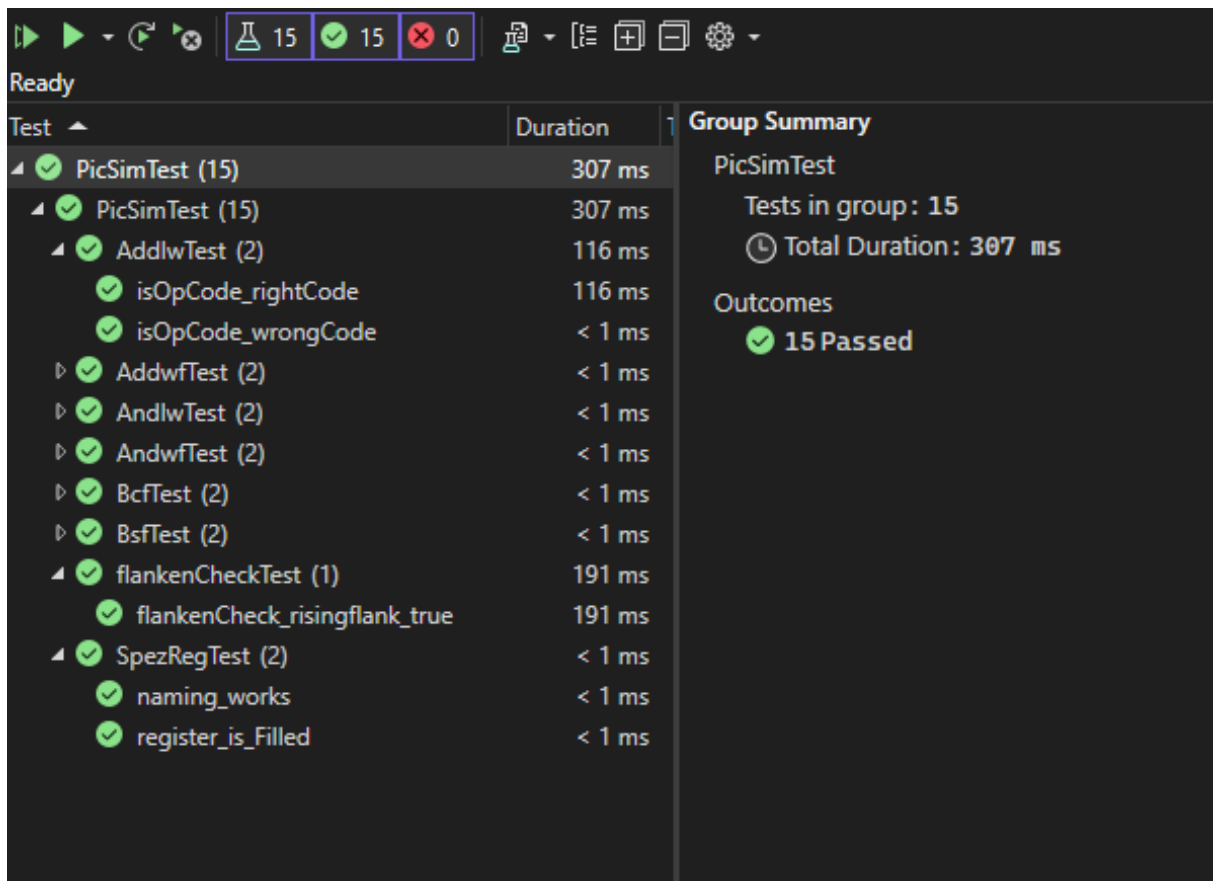 15 15 0
Ready
Test Duration Group Summary
PicSimTest (15) 307 ms PicSimTest
PicSimTest (15) 307 ms Tests in group: 15
AddlwTest (2) 116 ms Total Duration: 307 ms
isOpCode_rightCode 116 ms Outcomes
isOpCode_wrongCode < 1 ms 15 Passed
AddwfTest (2) < 1 ms
AndlwTest (2) < 1 ms
AndwfTest (2) < 1 ms
BcfTest (2) < 1 ms
BsfTest (2) < 1 ms
flankenCheckTest (1) 191 ms
flankenCheck_risingflank_true 191 ms
SpezRegTest (2) < 1 ms
naming_works < 1 ms
register_is_Filled < 1 ms